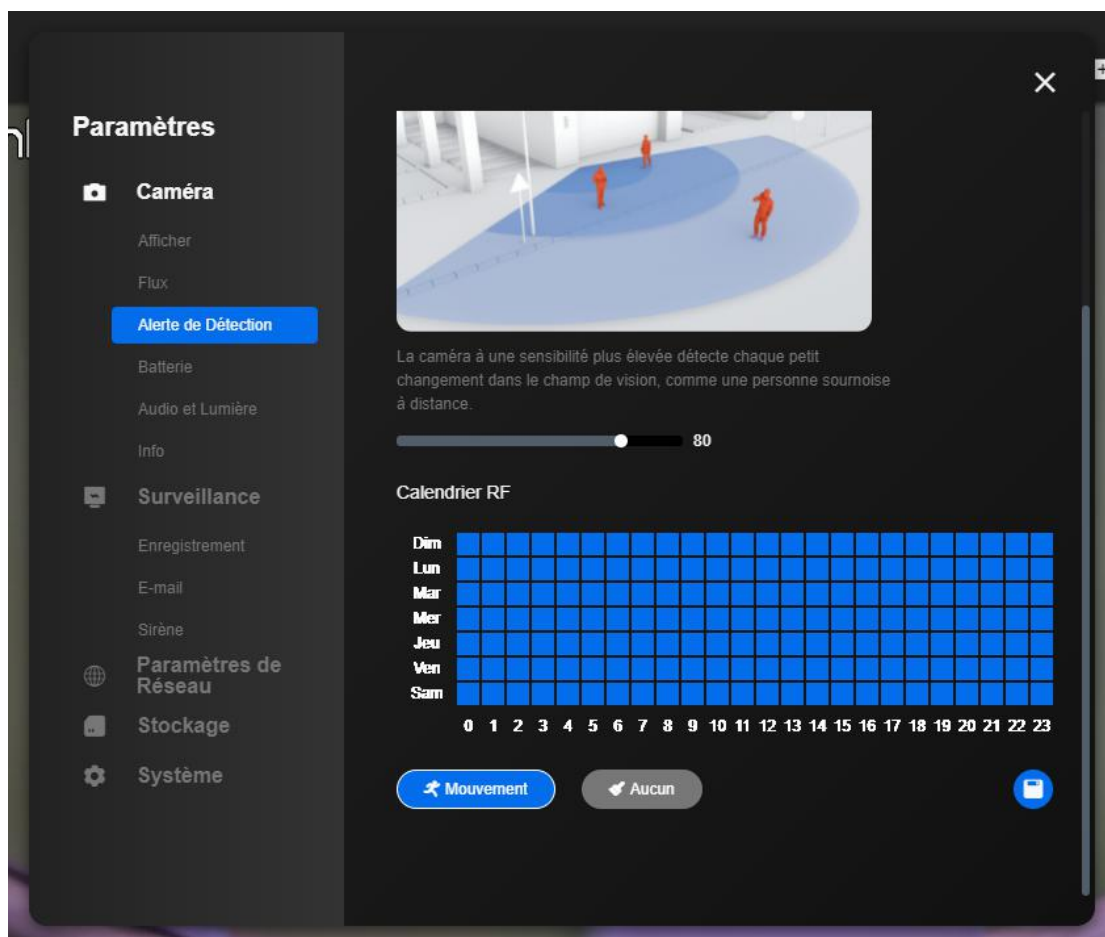 Paramètres
Caméra
Afficher
Flux
Alerte de Détection
Batterie
Audio et Lumière
Info
Surveillance
Enregistrement
E-mail
Sirène
Paramètres de
Réseau
Stockage
Système
La caméra à une sensibilité plus élevée détecte chaque petit
changement dans le champ de vision, comme une personne sournoise
à distance.
80
Calendrier RF
Dim
Lun
Mar
Mer
Jeu
Ven
Sam
0 1 2 3 4 5 6 7 8 9 10 11 12 13 14 15 16 17 18 19 20 21 22 23
Mouvement Aucun